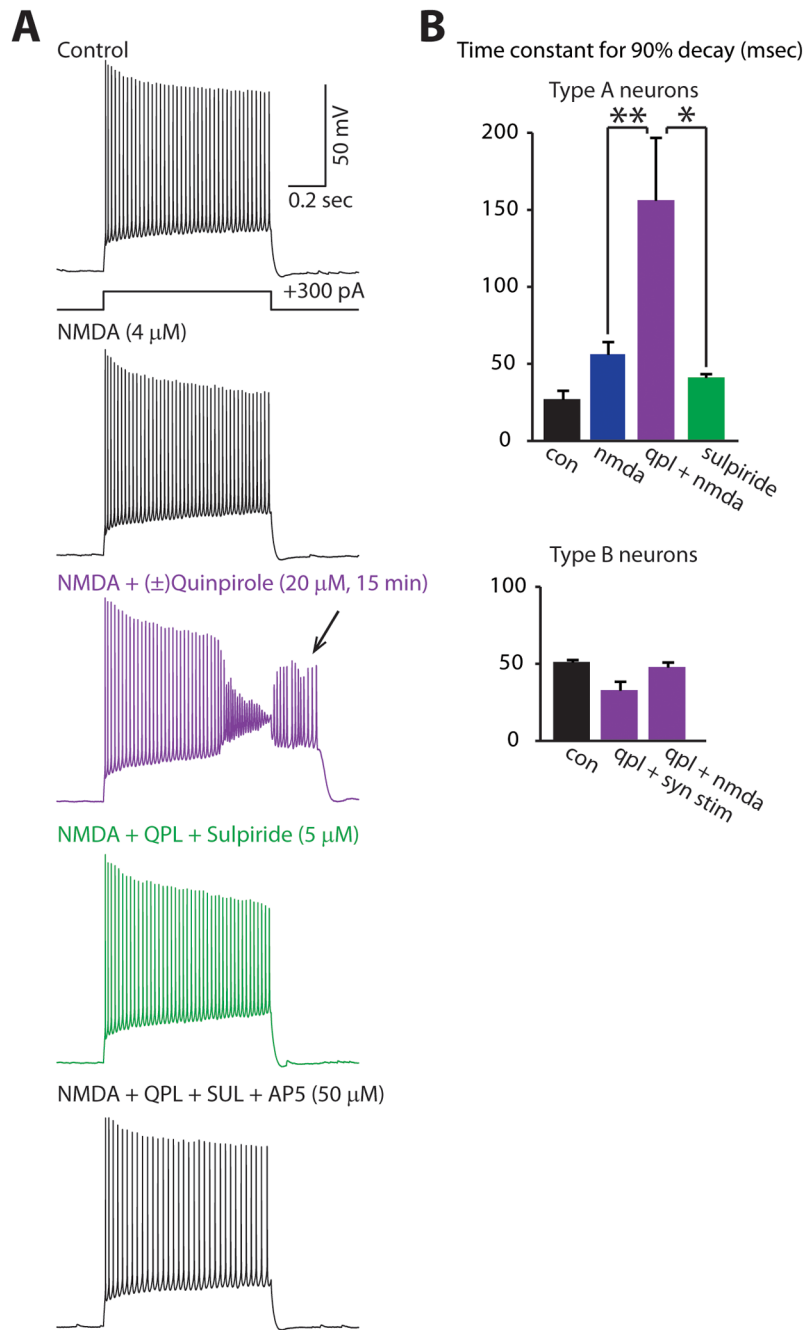 A
Control
50 mV
0.2 sec
+300 pA
NMDA (4 μM)
NMDA + (±)Quinpirole (20 μM, 15 min)
NMDA + QPL + Sulpiride (5 μM)
NMDA + QPL + SUL + AP5 (50 μM)
B
Time constant for 90% decay (msec)
Type A neurons
** *
200
150
100
50
0
con nmda qpl + nmda sulpiride
Type B neurons
100
50
0
con qpl + syn stim qpl + nmda